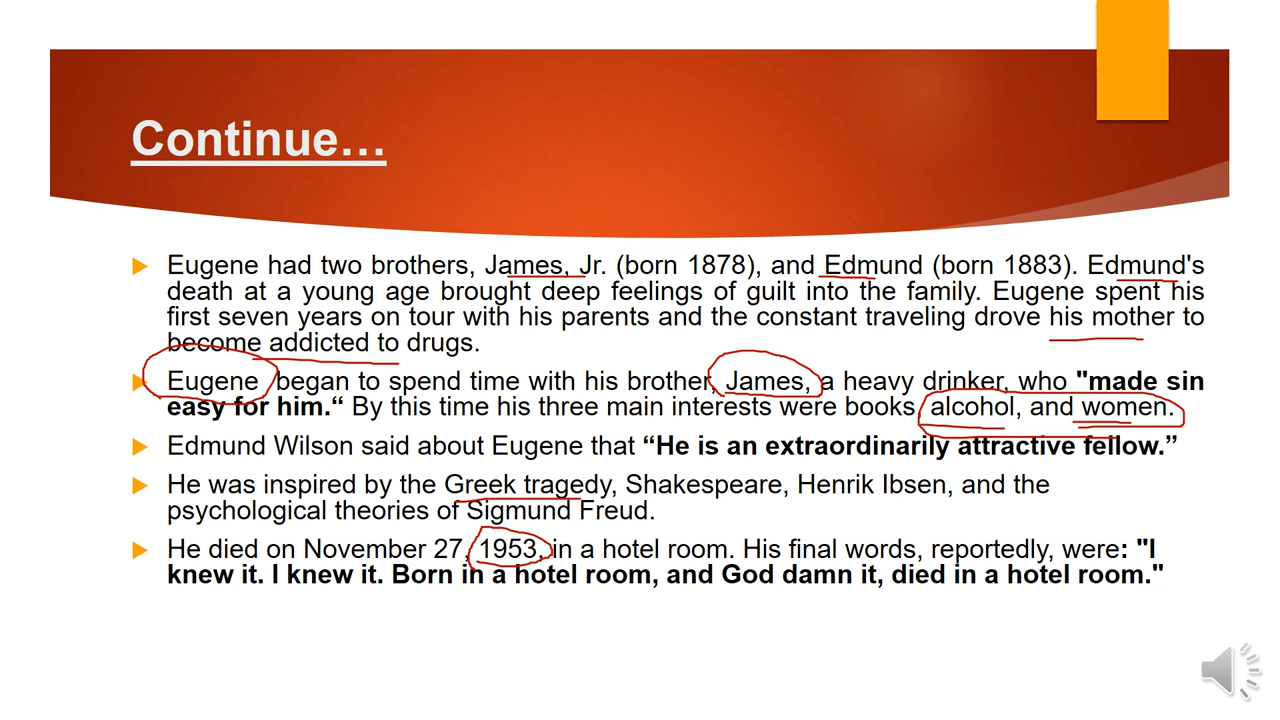 Continue…
Eugene had two brothers, James, Jr. (born 1878), and Edmund (born 1883). Edmund's
death at a young age brought deep feelings of guilt into the family. Eugene spent his
first seven years on tour with his parents and the constant traveling drove his mother to
become addicted to drugs.
Eugene began to spend time with his brother, James, a heavy drinker, who "made sin
easy for him.“ By this time his three main interests were books, alcohol, and women.
Edmund Wilson said about Eugene that “He is an extraordinarily attractive fellow.”
He was inspired by the Greek tragedy, Shakespeare, Henrik Ibsen, and the
psychological theories of Sigmund Freud.
He died on November 27, 1953, in a hotel room. His final words, reportedly, were: "I
knew it. I knew it. Born in a hotel room, and God damn it, died in a hotel room."